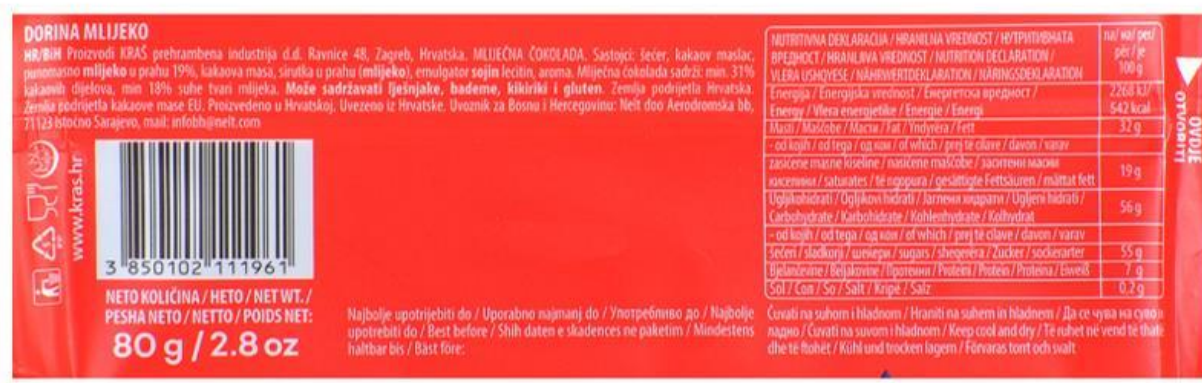 DORINA MLIJEKO
HR/BiH Proizvodi KRAŠ prehrambena industrija d.d. Ravnice 48, Zagreb, Hrvatska. MLIJEČNA ČOKOLADA. Sastojci: šećer, kakaov maslac,
punomasno mlijeko u prahu 19%, kakaova masa, sirutka u prahu (mlijeko), emulgator sojin lecitin, aroma. Mliječna čokolada sadrži: min. 31%
kakaovih dijelova, min 18% suhe tvari mlijeka. Može sadržavati lješnjake, bademe, kikiriki i gluten. Zemlja podrijetla Hrvatska.
Zemlja podrijetla kakaove mase EU. Proizvedeno u Hrvatskoj. Uvezeno iz Hrvatske. Uvoznik za Bosnu i Hercegovinu: Nelt doo Aerodromska bb,
71123 Istočno Sarajevo, mail: infobh@nelt.com
www.kras.hr
3 850102 111961
NETO KOLIČINA / НЕТО / NET WT. /
PESHA NETO / NETTO / POIDS NET:
80 g / 2.8 oz
Najbolje upotrijebiti do / Uporabno najmanj do / Употребливо до / Najbolje
upotrebiti do / Best before / Shih daten e skadences ne paketim / Mindestens
haltbar bis / Bäst före:
NUTRITIVNA DEKLARACIJA / HRANILNA VREDNOST / НУТРИТИВНАТА
ВРЕДНОСТ / HRANLJIVA VREDNOST / NUTRITION DECLARATION /
VLERA USHQYESE / NÄHRWERTDEKLARATION / NÄRINGSDEKLARATION
na/ на/ per/
për / je
100 g
Energija / Energijska vrednost / Енергетска вредност /
Energy / Vlera energjetike / Energie / Energi
2268 kJ/
542 kcal
Masti / Maščobe / Масти / Fat / Yndyrëra / Fett
32 g
- od kojih / od tega / од кои / of which / prej të cilave / davon / varav
zasićene masne kiseline / nasičene maščobe / заситени масни
киселини / saturates / të ngopura / gesättigte Fettsäuren / mättat fett
19 g
Ugljikohidrati / Ogljikovi hidrati / Јаглени хидрати / Ugljeni hidrati /
Carbohydrate / Karbohidrate / Kohlenhydrate / Kolhydrat
56 g
- od kojih / od tega / од кои / of which / prej të cilave / davon / varav
šećeri / sladkorji / шеќери / sugars / sheqerëra / Zucker / sockerarter
55 g
Bjelančevine / Beljakovine / Протеини / Proteini / Protein / Proteina / Eiweiß
7 g
Sol / Сол / So / Salt / Kripë / Salz
0,2 g
Čuvati na suhom i hladnom / Hraniti na suhem in hladnem / Да се чува на суво и
ладно / Čuvati na suvom i hladnom / Keep cool and dry / Të ruhet në vend të thatë
dhe të ftohët / Kühl und trocken lagern / Förvaras torrt och svalt
OVDJE
OTVORITI